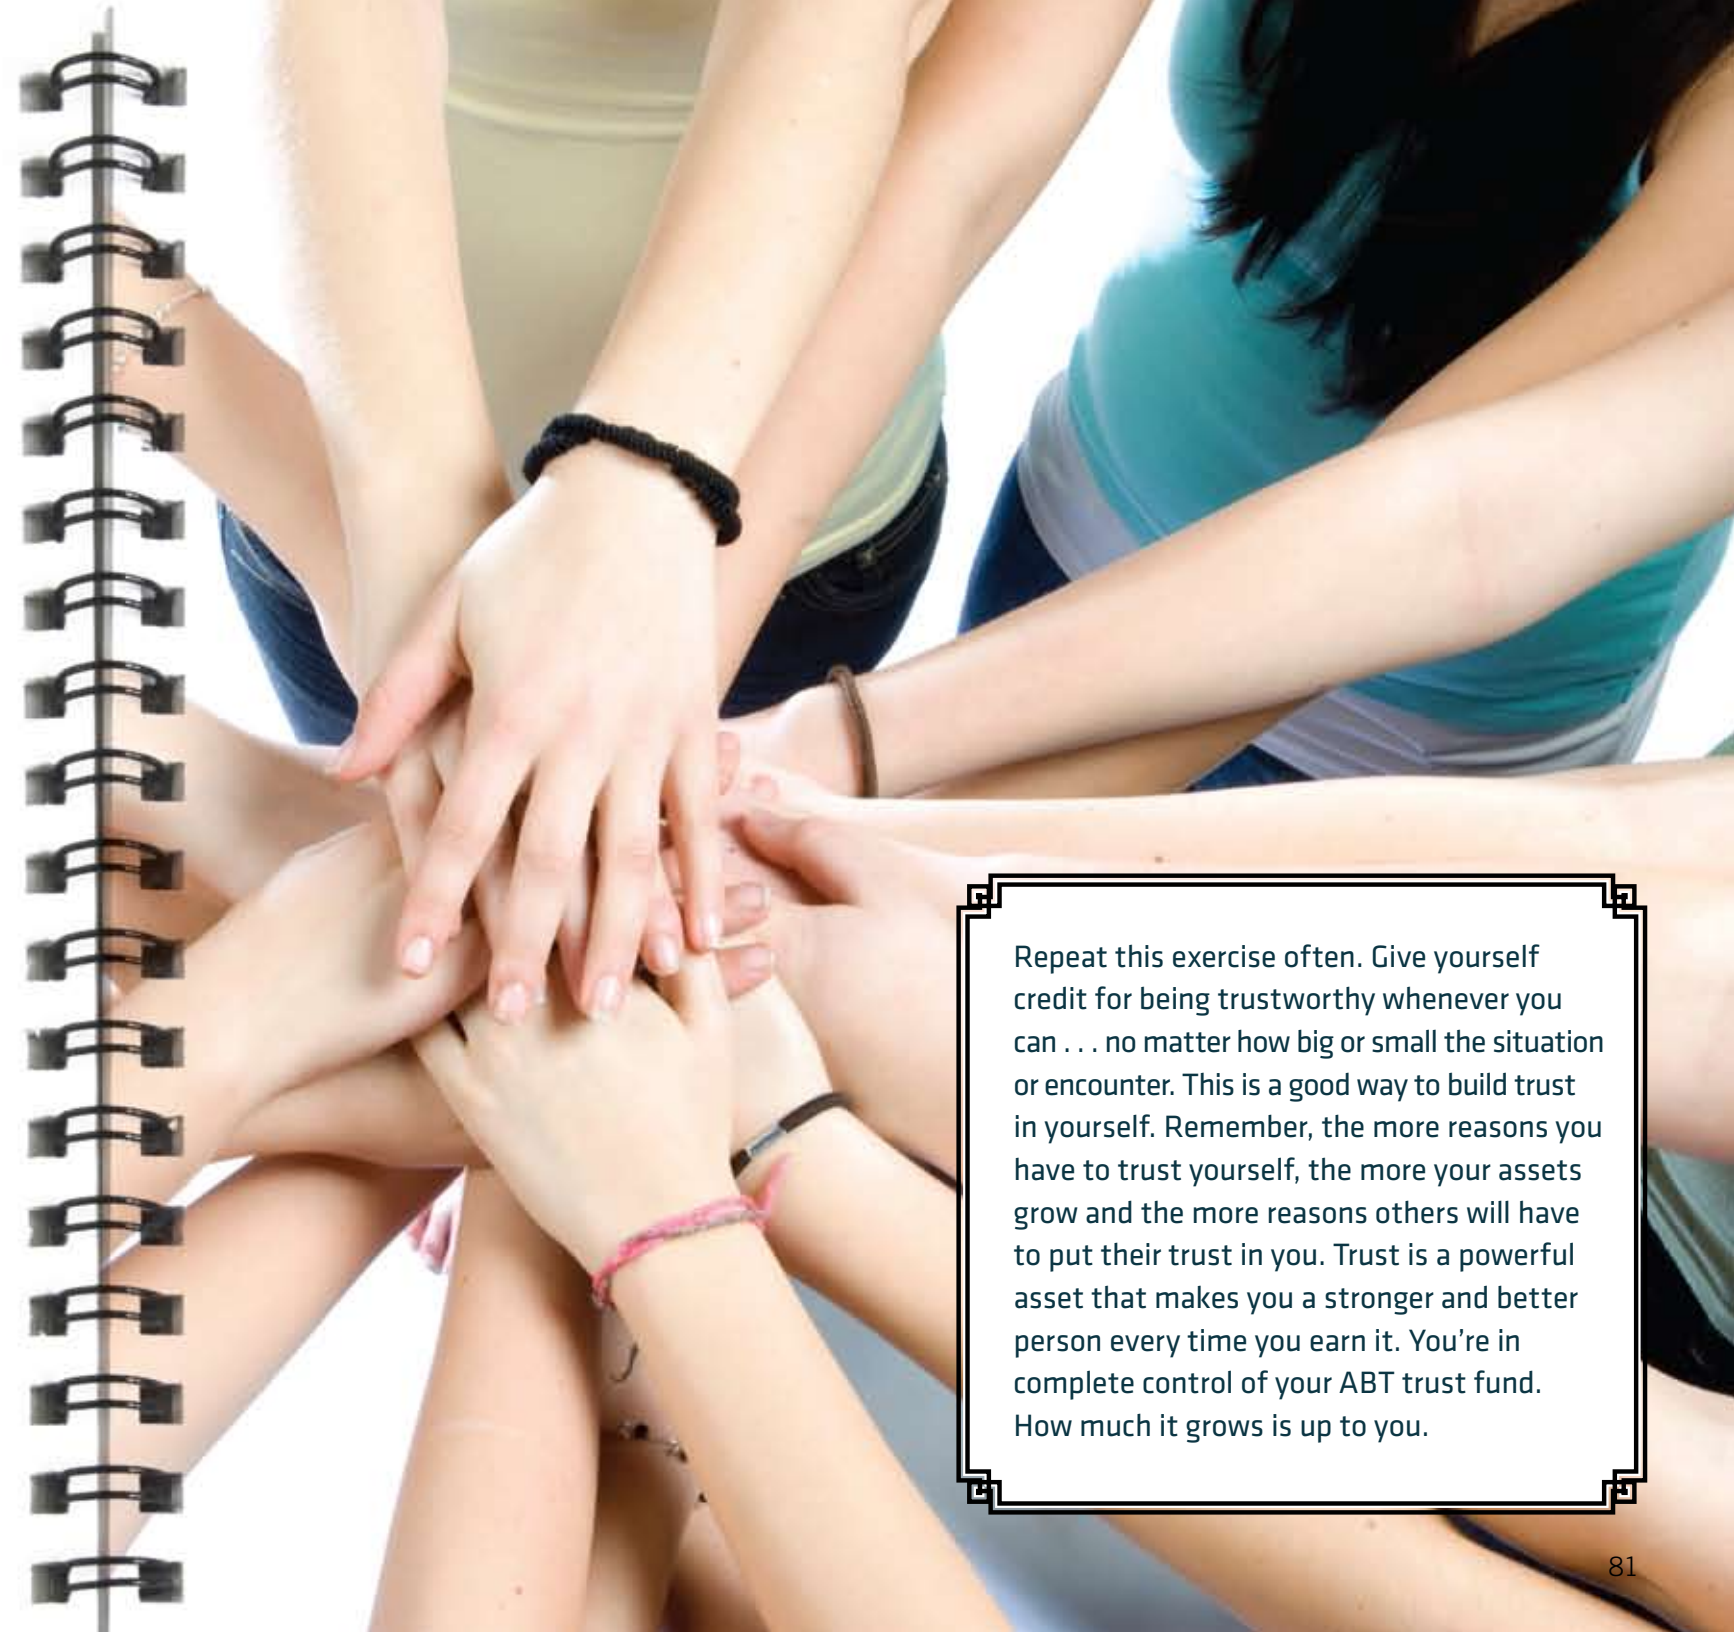 Repeat this exercise often. Give yourself
credit for being trustworthy whenever you
can . . . no matter how big or small the situation
or encounter. This is a good way to build trust
in yourself. Remember, the more reasons you
have to trust yourself, the more your assets
grow and the more reasons others will have
to put their trust in you. Trust is a powerful
asset that makes you a stronger and better
person every time you earn it. You’re in
complete control of your ABT trust fund.
How much it grows is up to you.
81